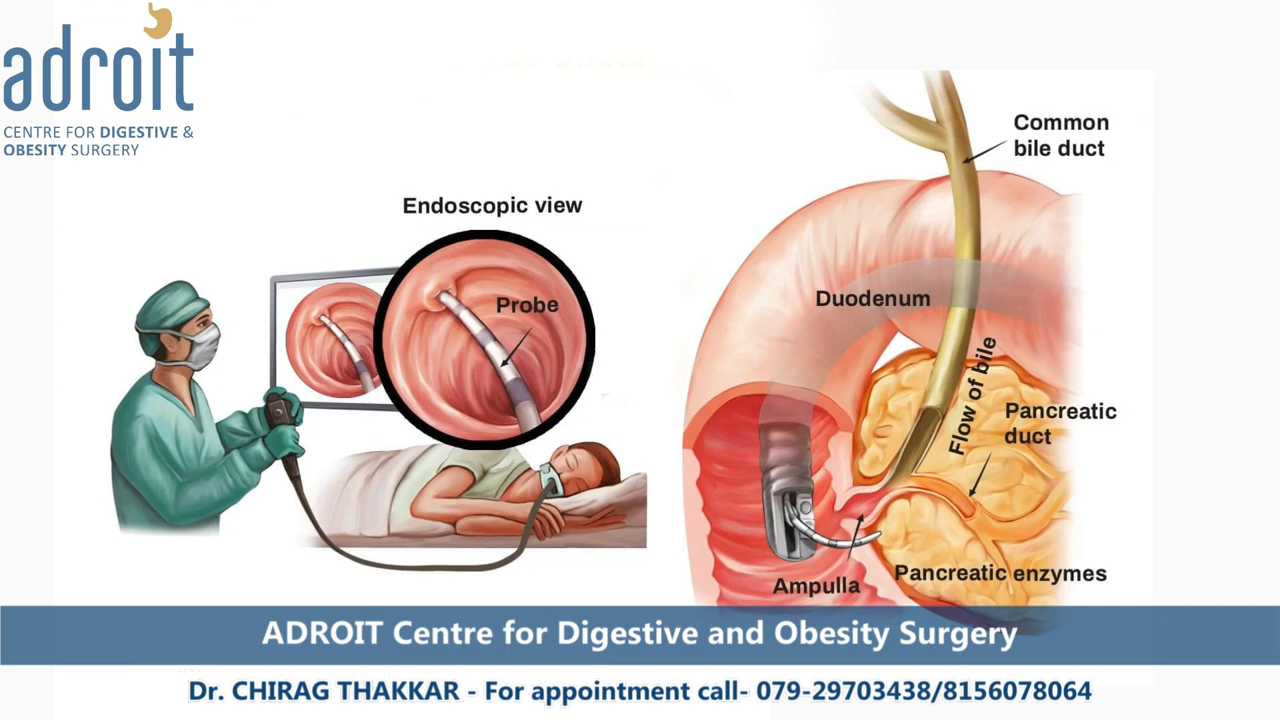 adroit
CENTRE FOR DIGESTIVE &
OBESITY SURGERY
Endoscopic view
Probe
Common
bile duct
Duodenum
Flow of bile
Pancreatic
duct
Ampulla
Pancreatic enzymes
ADROIT Centre for Digestive and Obesity Surgery
Dr. CHIRAG THAKKAR - For appointment call- 079-29703438/8156078064